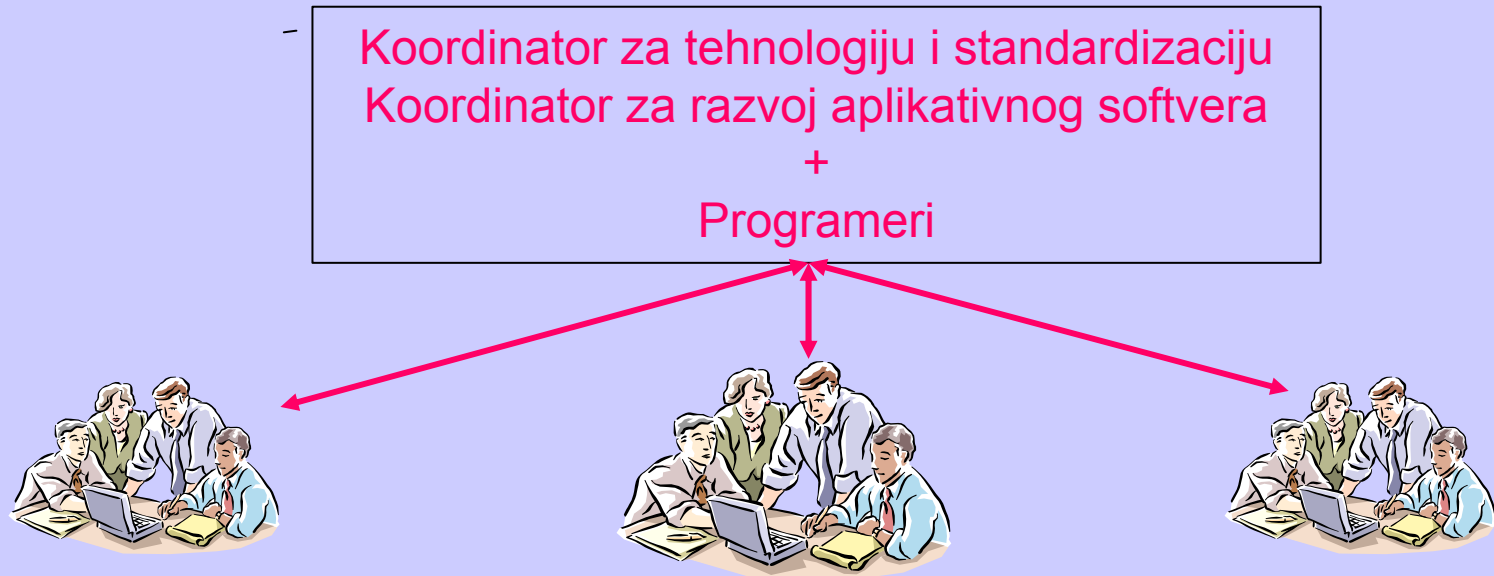 Koordinator za tehnologiju i standardizaciju
Koordinator za razvoj aplikativnog softvera
+
Programeri